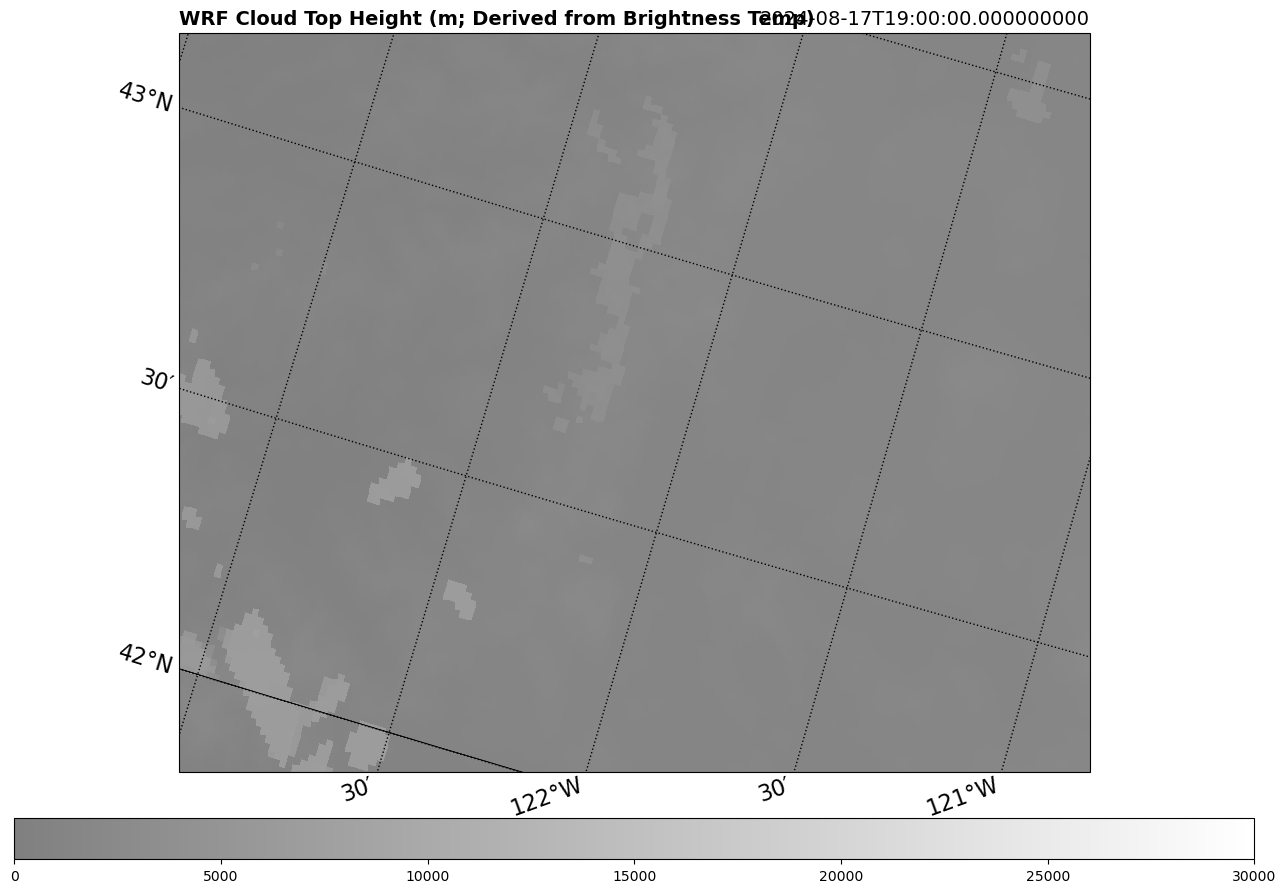 WRF Cloud Top Height (m; Derived from Brightness Temp) 2024-08-17T19:00:00.000000000
43°N
30′
42°N
30′ 122°W 30′ 121°W
0 5000 10000 15000 20000 25000 30000